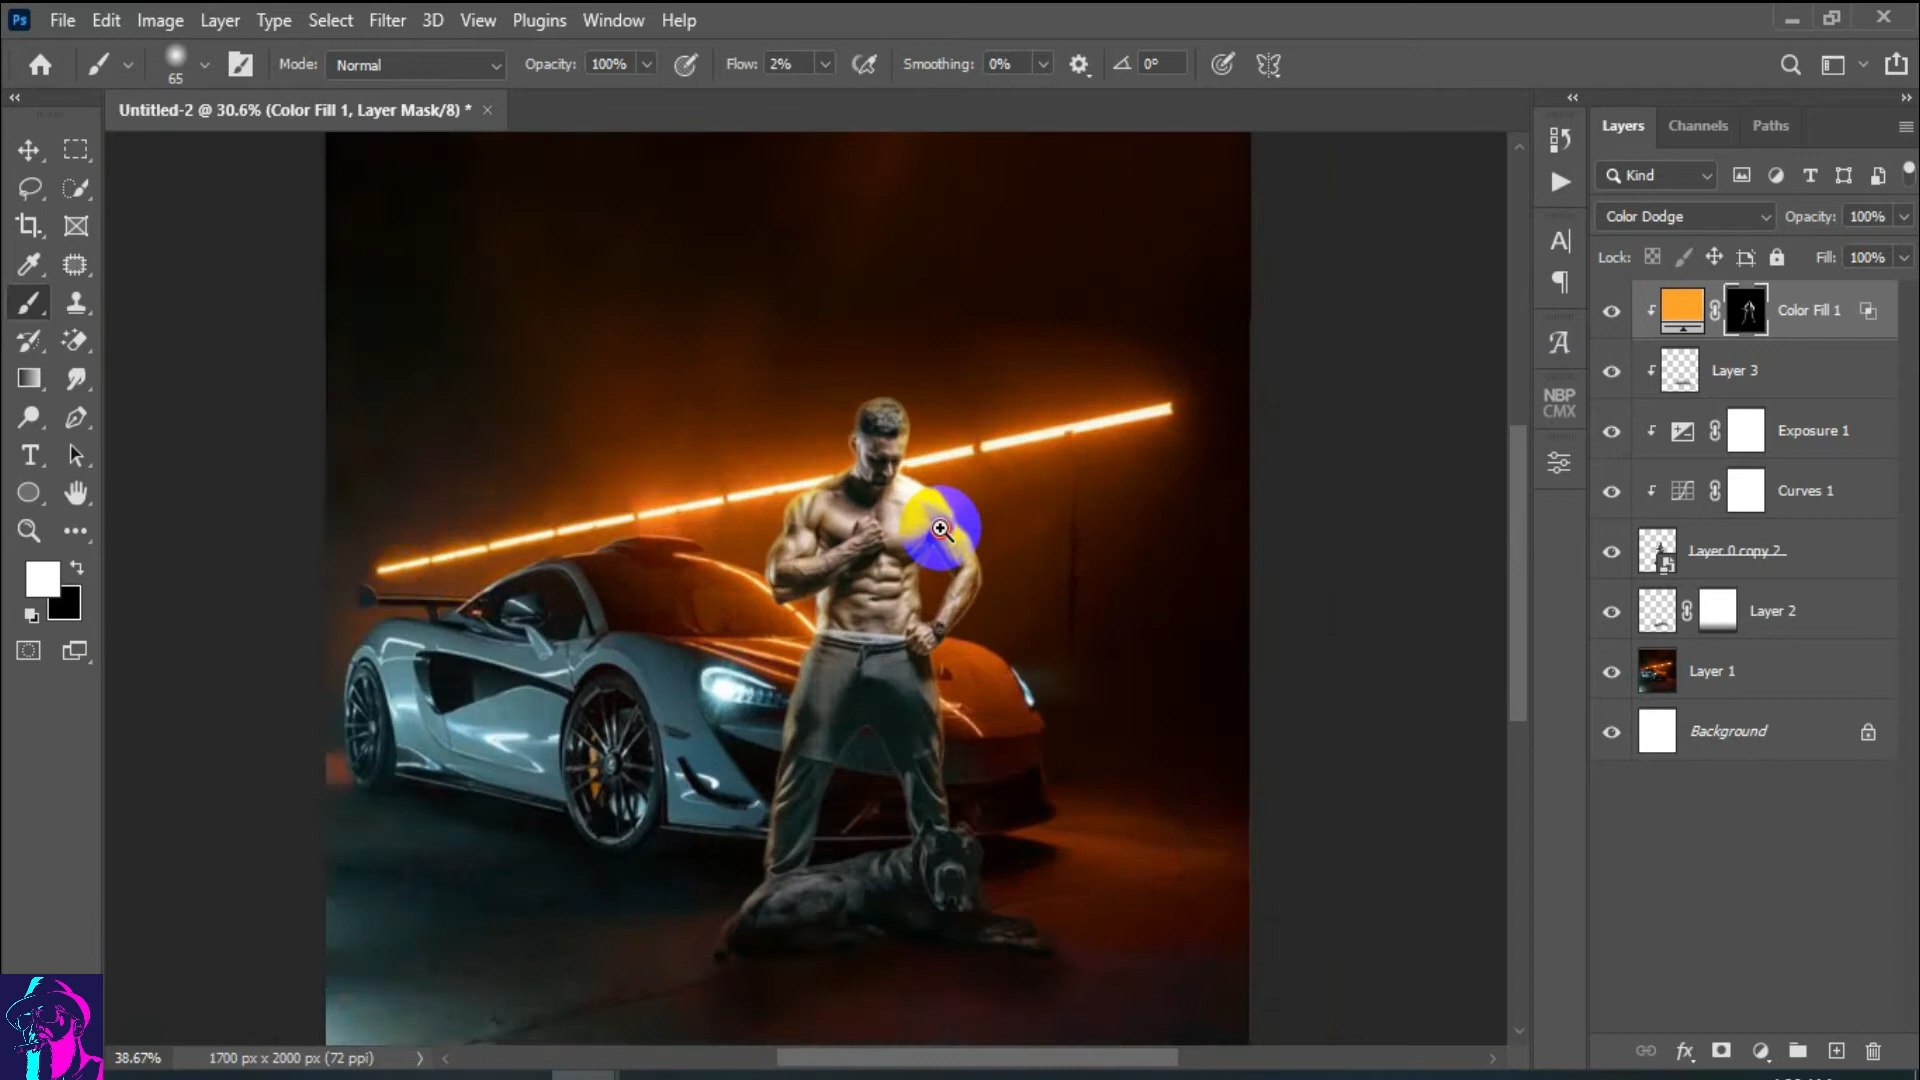 Ps File Edit Image Layer Type Select Filter 3D View Plugins Window Help
65 Mode: Normal Opacity: 100% Flow: 2% Smoothing: 0% 0°
Untitled-2 @ 30.6% (Color Fill 1, Layer Mask/8) *
Layers Channels Paths
Kind
Color Dodge Opacity: 100%
Lock: Fill: 100%
Color Fill 1
Layer 3
NBP
CMX
Exposure 1
Curves 1
Layer 0 copy 2
Layer 2
Layer 1
Background
38.67% 1700 px x 2000 px (72 ppi)